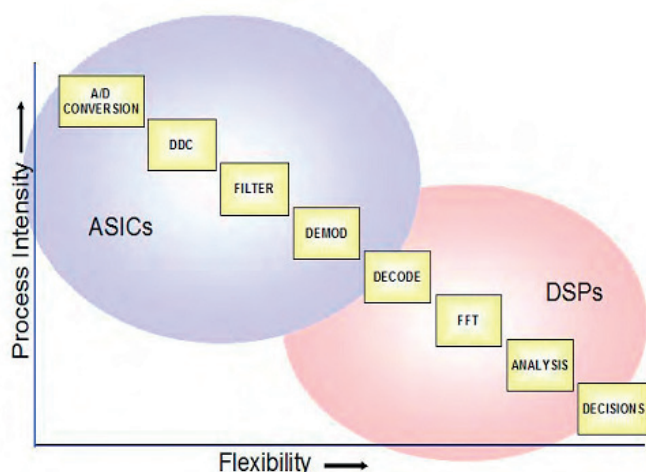 A/D
CONVERSION
DDC
FILTER
ASICs
DEMOD
DECODE
DSPs
FFT
ANALYSIS
DECISIONS
Process Intensity
Flexibility